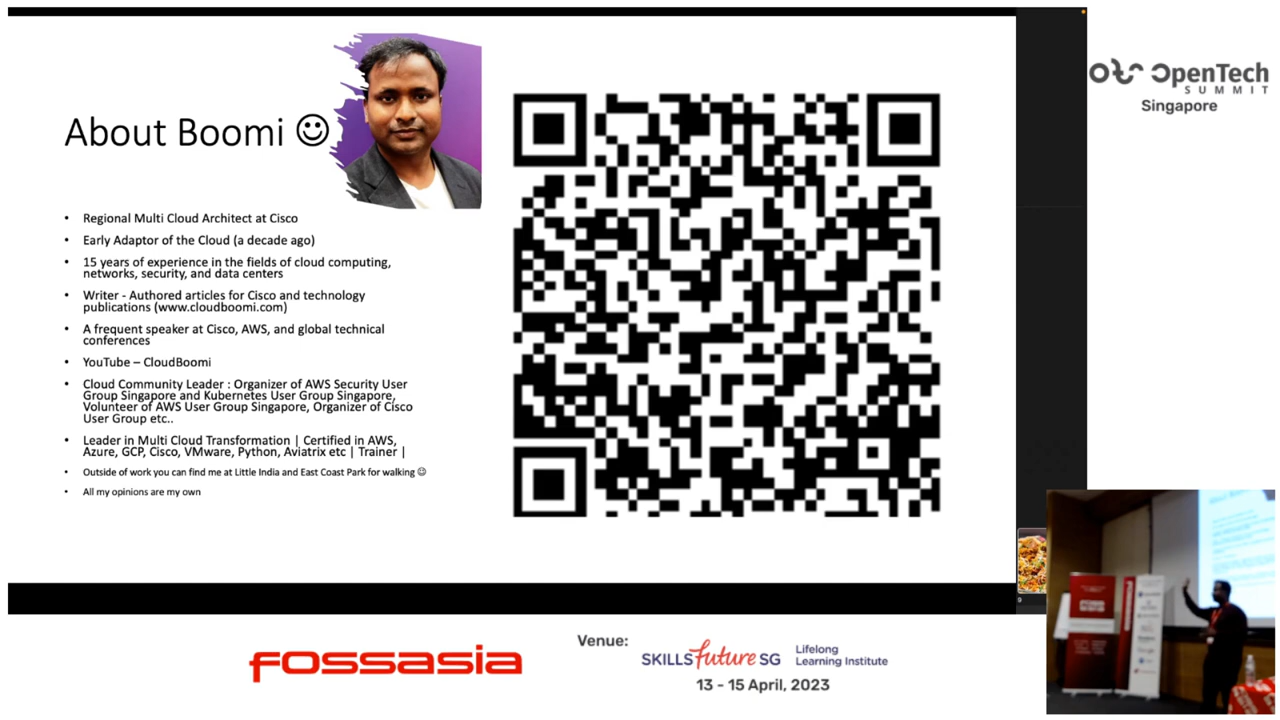 About Boomi ☺
• Regional Multi Cloud Architect at Cisco
• Early Adaptor of the Cloud (a decade ago)
• 15 years of experience in the fields of cloud computing,
networks, security, and data centers
• Writer - Authored articles for Cisco and technology
publications (www.cloudboomi.com)
• A frequent speaker at Cisco, AWS, and global technical
conferences
• YouTube – CloudBoomi
• Cloud Community Leader : Organizer of AWS Security User
Group Singapore and Kubernetes User Group Singapore,
Volunteer of AWS User Group Singapore, Organizer of Cisco
User Group etc..
• Leader in Multi Cloud Transformation | Certified in AWS,
Azure, GCP, Cisco, VMware, Python, Aviatrix etc | Trainer |
• Outside of work you can find me at Little India and East Coast Park for walking ☺
• All my opinions are my own
OpenTech
SUMMIT
Singapore
9
About Boomi
FOSSASIA
fossasia
Venue:
SKILLSfuture SG
Lifelong
Learning Institute
13 - 15 April, 2023